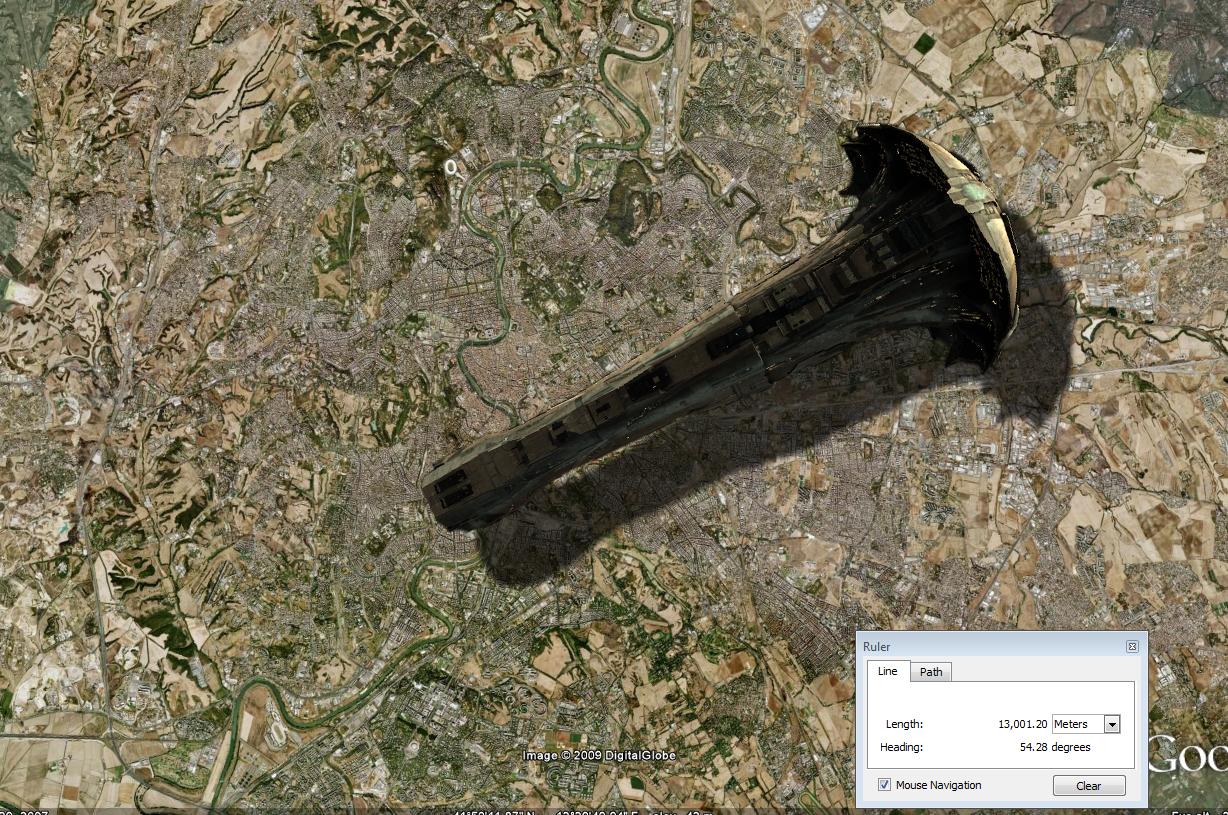 Image © 2009 DigitalGlobe
Ruler
Line
Path
Length:
13,001.20
Meters
Heading:
54.28 degrees
Mouse Navigation
Clear
Goo